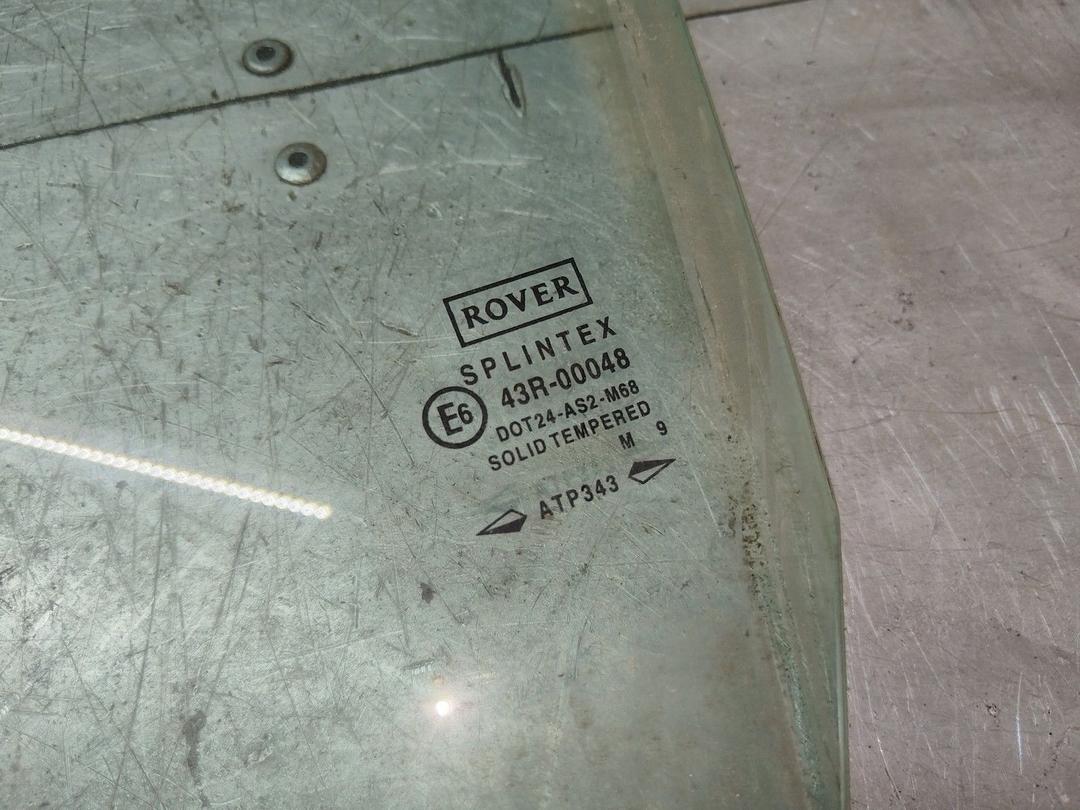 ROVER
SPLINTEX
E6 43R-00048
DOT24-AS2-M68
SOLID TEMPERED
M 9
ATP343